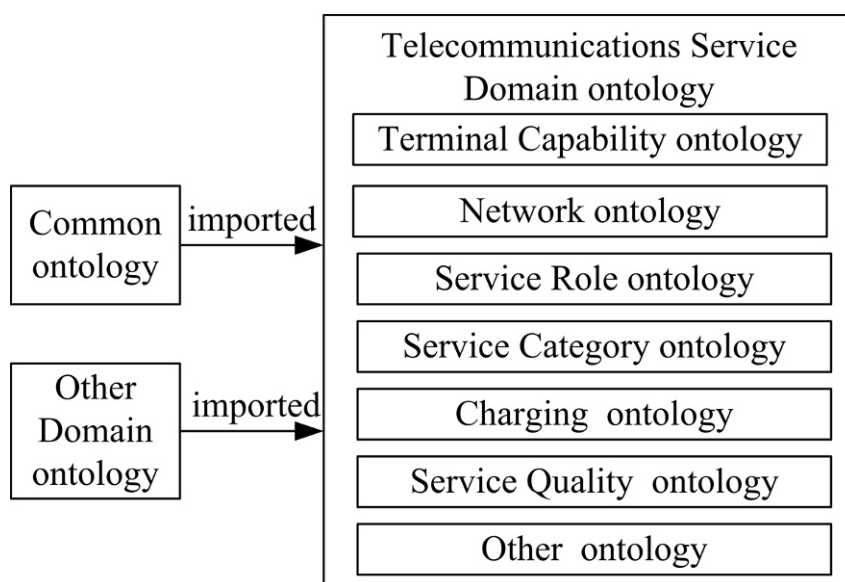 Common
ontology
imported
Other
Domain
ontology
imported
Telecommunications Service
Domain ontology
Terminal Capability ontology
Network ontology
Service Role ontology
Service Category ontology
Charging ontology
Service Quality ontology
Other ontology